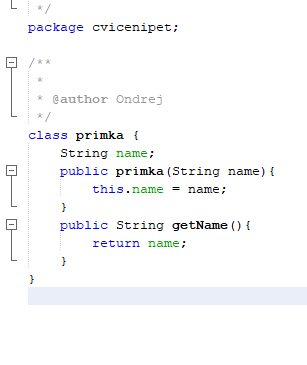 */
package cvicenipet;

/**
 *
 * @author Ondrej
 */
class primka {
    String name;
    public primka(String name){
        this.name = name;
    }
    public String getName(){
        return name;
    }
}